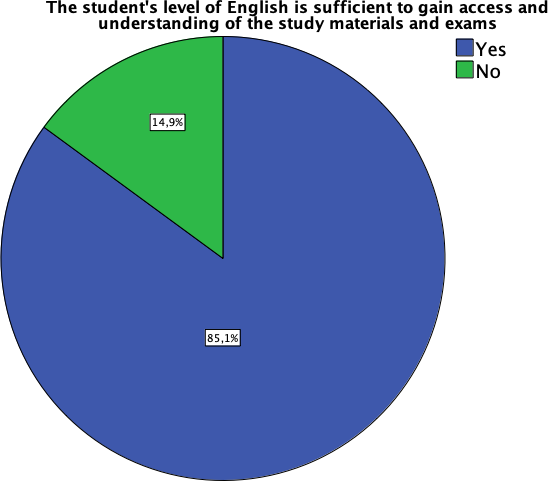 The student's level of English is sufficient to gain access and
understanding of the study materials and exams
Yes
No
14,9%
85,1%